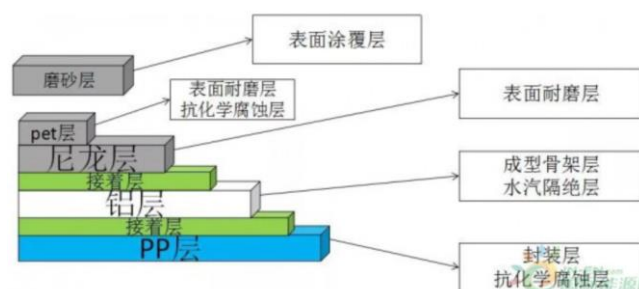 表面涂覆层
磨砂层
表面耐磨层
抗化学腐蚀层
表面耐磨层
pet层
尼龙层
接着层
成型骨架层
水汽隔绝层
铝层
接着层
PP层
封装层
抗化学腐蚀层